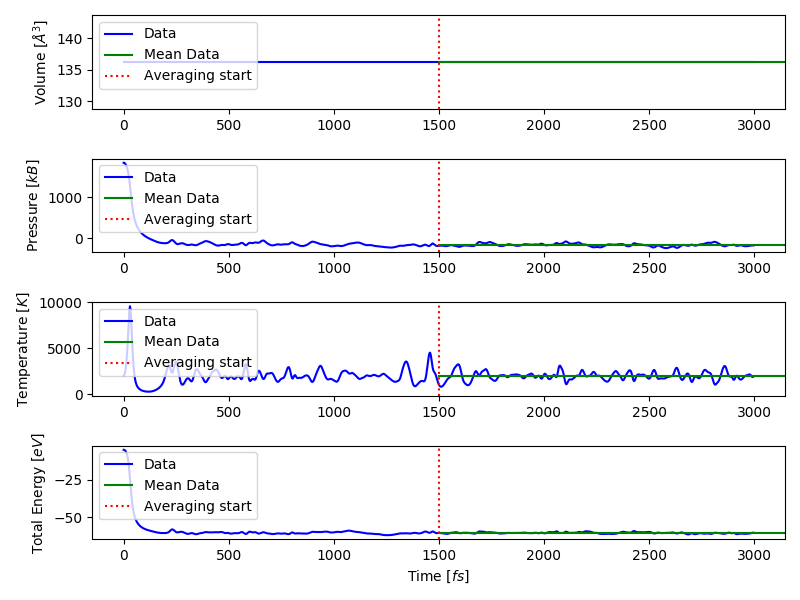 Volume [Å³]
140
135
130
Data
Mean Data
Averaging start
0 500 1000 1500 2000 2500 3000
Pressure [kB]
1000
0
Data
Mean Data
Averaging start
0 500 1000 1500 2000 2500 3000
Temperature [K]
10000
5000
0
Data
Mean Data
Averaging start
0 500 1000 1500 2000 2500 3000
Total Energy [eV]
−25
−50
Data
Mean Data
Averaging start
0 500 1000 1500 2000 2500 3000
Time [fs]